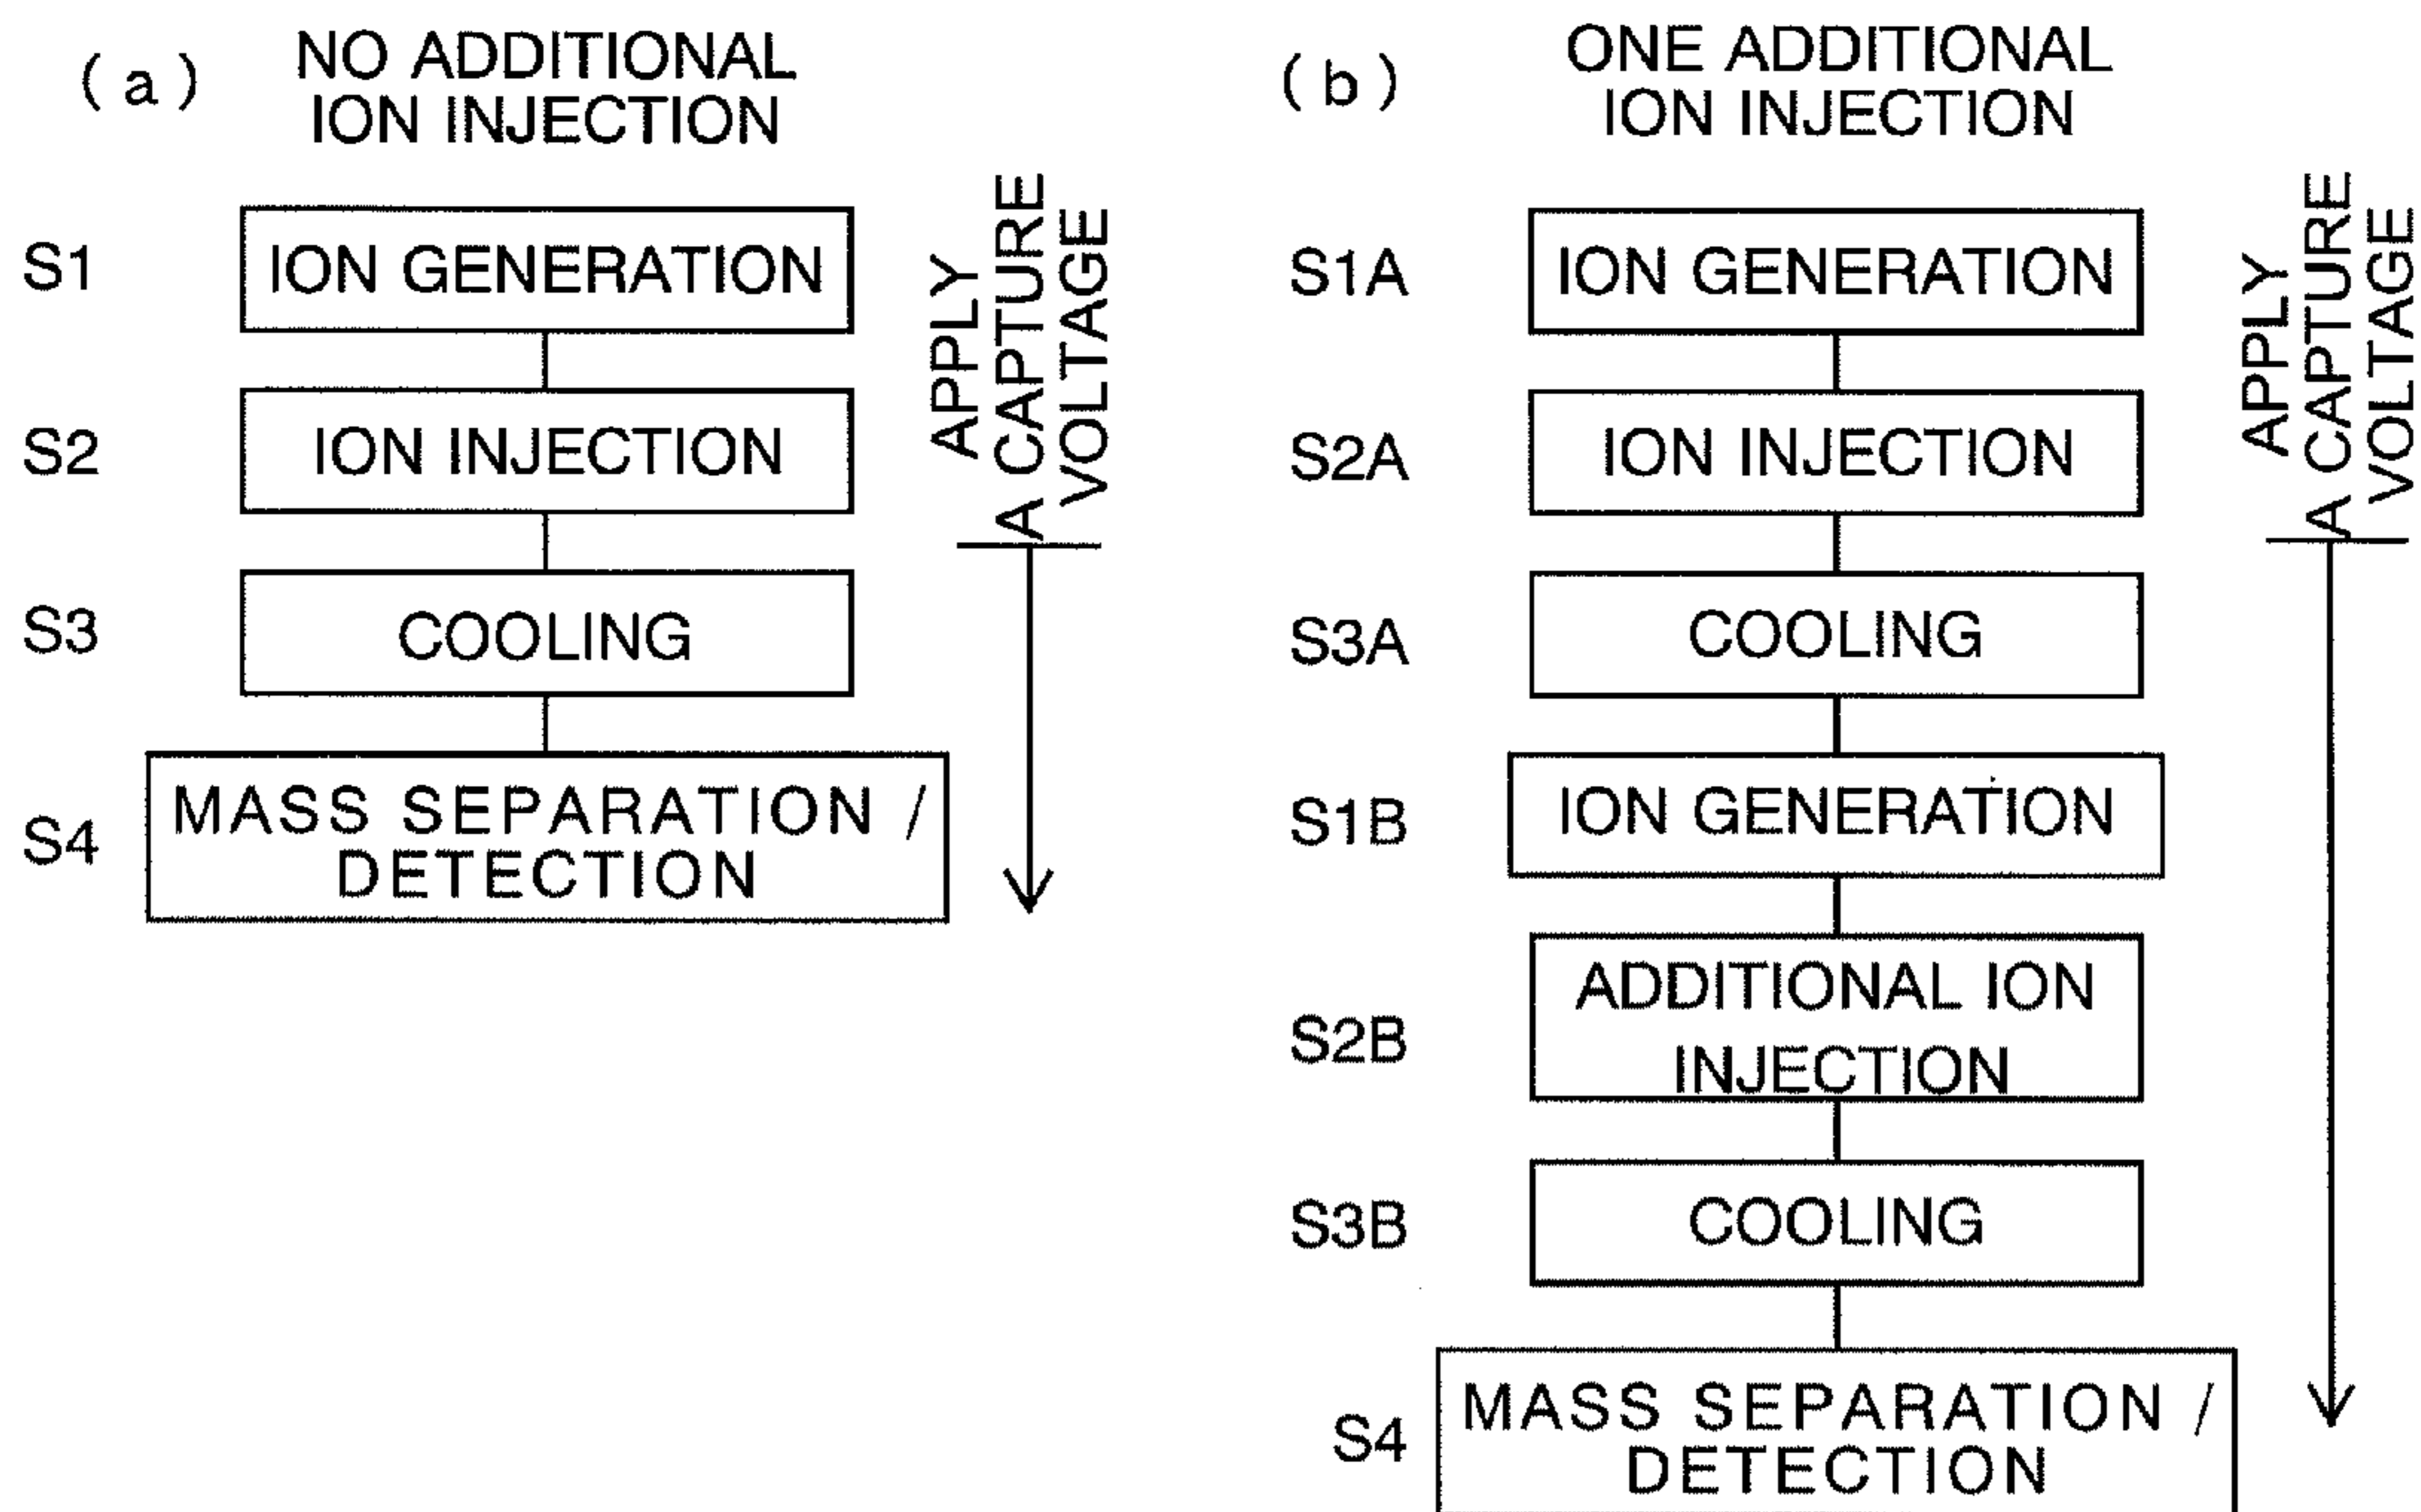 (a)
NO ADDITIONAL
ION INJECTION
S1
ION GENERATION
S2
ION INJECTION
S3
COOLING
S4
MASS SEPARATION /
DETECTION
APPLY
A CAPTURE
VOLTAGE
(b)
ONE ADDITIONAL
ION INJECTION
S1A
ION GENERATION
S2A
ION INJECTION
S3A
COOLING
S1B
ION GENERATION
S2B
ADDITIONAL ION
INJECTION
S3B
COOLING
S4
MASS SEPARATION /
DETECTION
APPLY
A CAPTURE
VOLTAGE